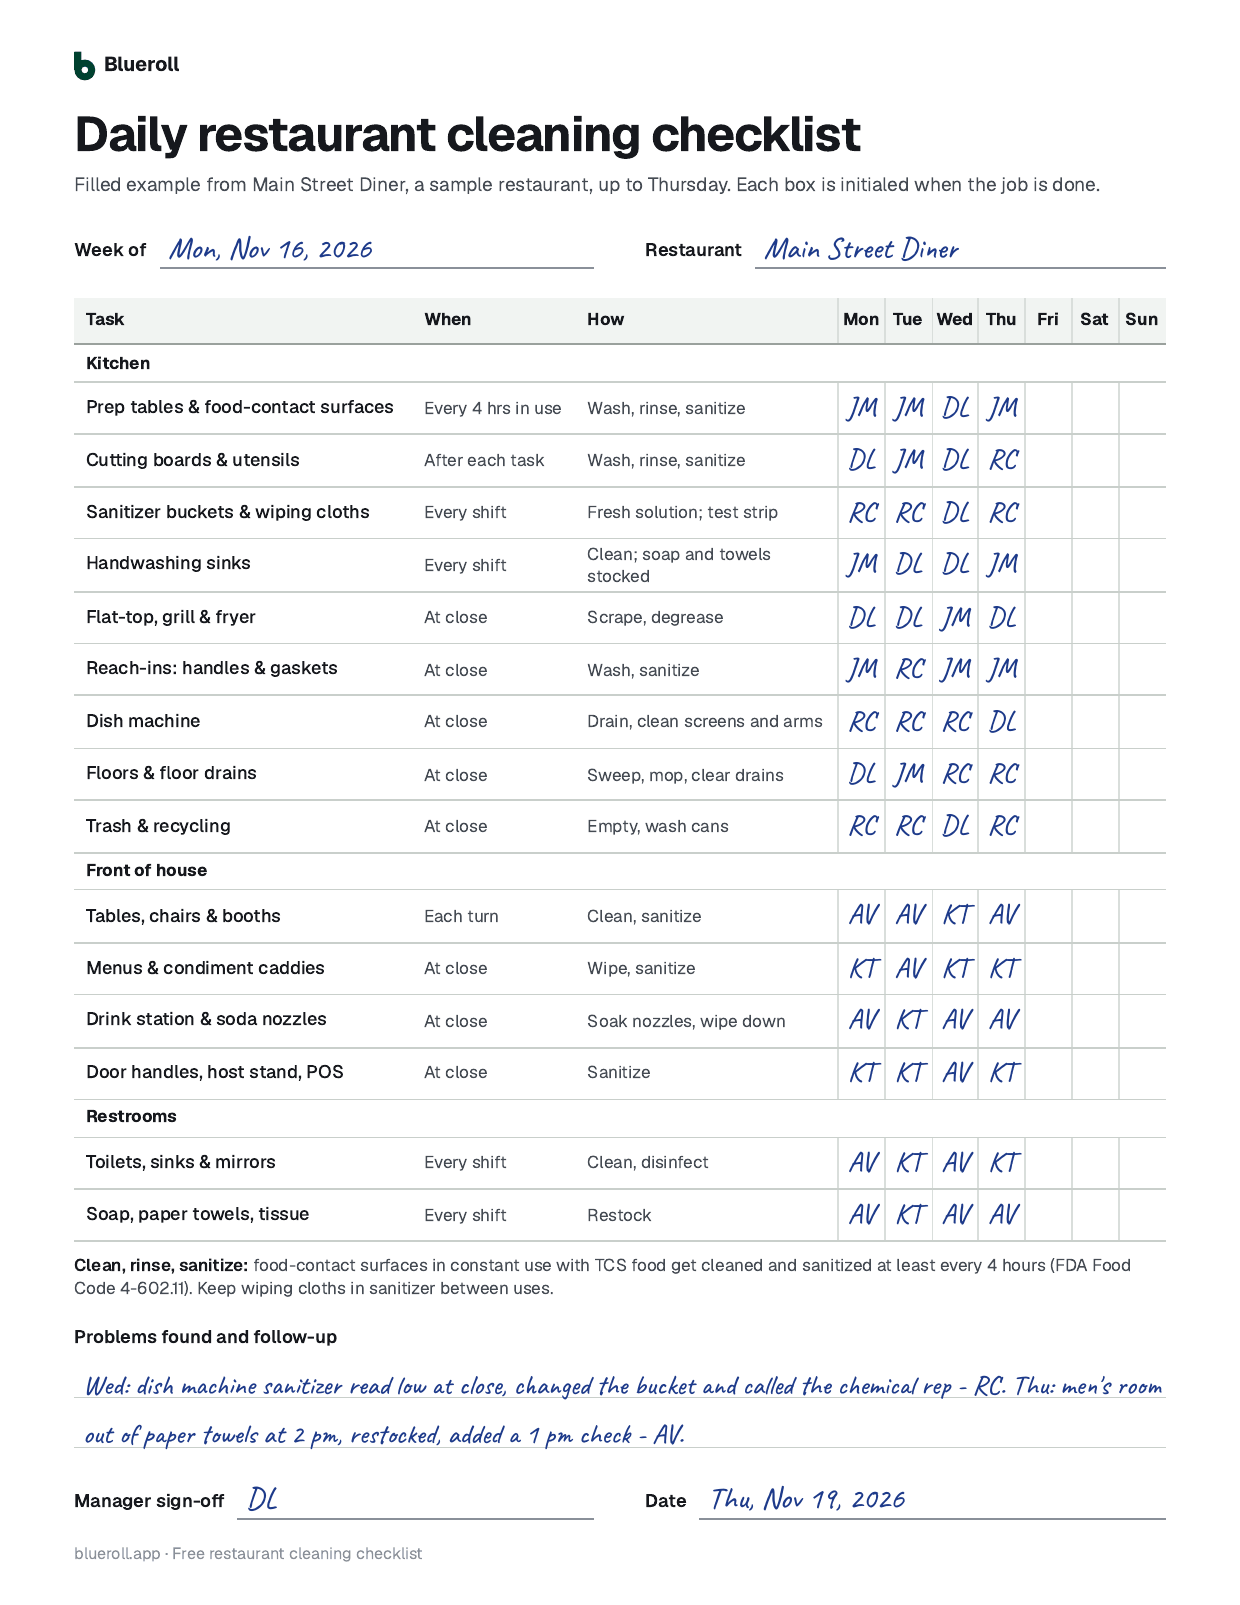 Blueroll
Daily restaurant cleaning checklist
Filled example from Main Street Diner, a sample restaurant, up to Thursday. Each box is initialed when the job is done.
Week of Mon, Nov 16, 2026 Restaurant Main Street Diner
Task When How Mon Tue Wed Thu Fri Sat Sun
Kitchen
Prep tables & food-contact surfaces Every 4 hrs in use Wash, rinse, sanitize JM JM DL JM
Cutting boards & utensils After each task Wash, rinse, sanitize DL JM DL RC
Sanitizer buckets & wiping cloths Every shift Fresh solution; test strip RC RC DL RC
Handwashing sinks Every shift Clean; soap and towels stocked JM DL DL JM
Flat-top, grill & fryer At close Scrape, degrease DL DL JM DL
Reach-ins: handles & gaskets At close Wash, sanitize JM RC JM JM
Dish machine At close Drain, clean screens and arms RC RC RC DL
Floors & floor drains At close Sweep, mop, clear drains DL JM RC RC
Trash & recycling At close Empty, wash cans RC RC DL RC
Front of house
Tables, chairs & booths Each turn Clean, sanitize AV AV KT AV
Menus & condiment caddies At close Wipe, sanitize KT AV KT KT
Drink station & soda nozzles At close Soak nozzles, wipe down AV KT AV AV
Door handles, host stand, POS At close Sanitize KT KT AV KT
Restrooms
Toilets, sinks & mirrors Every shift Clean, disinfect AV KT AV KT
Soap, paper towels, tissue Every shift Restock AV KT AV AV
Clean, rinse, sanitize: food-contact surfaces in constant use with TCS food get cleaned and sanitized at least every 4 hours (FDA Food
Code 4-602.11). Keep wiping cloths in sanitizer between uses.
Problems found and follow-up
Wed: dish machine sanitizer read low at close, changed the bucket and called the chemical rep - RC. Thu: men's room
out of paper towels at 2 pm, restocked, added a 1 pm check - AV.
Manager sign-off DL Date Thu, Nov 19, 2026
blueroll.app · Free restaurant cleaning checklist